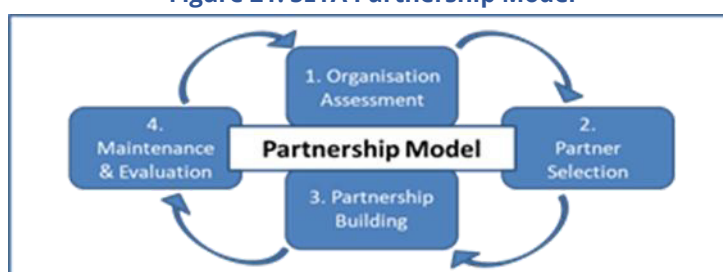 1. Organisation
Assessment
2.
Partner
Selection
Partnership Model
3. Partnership
Building
4.
Maintenance
& Evaluation